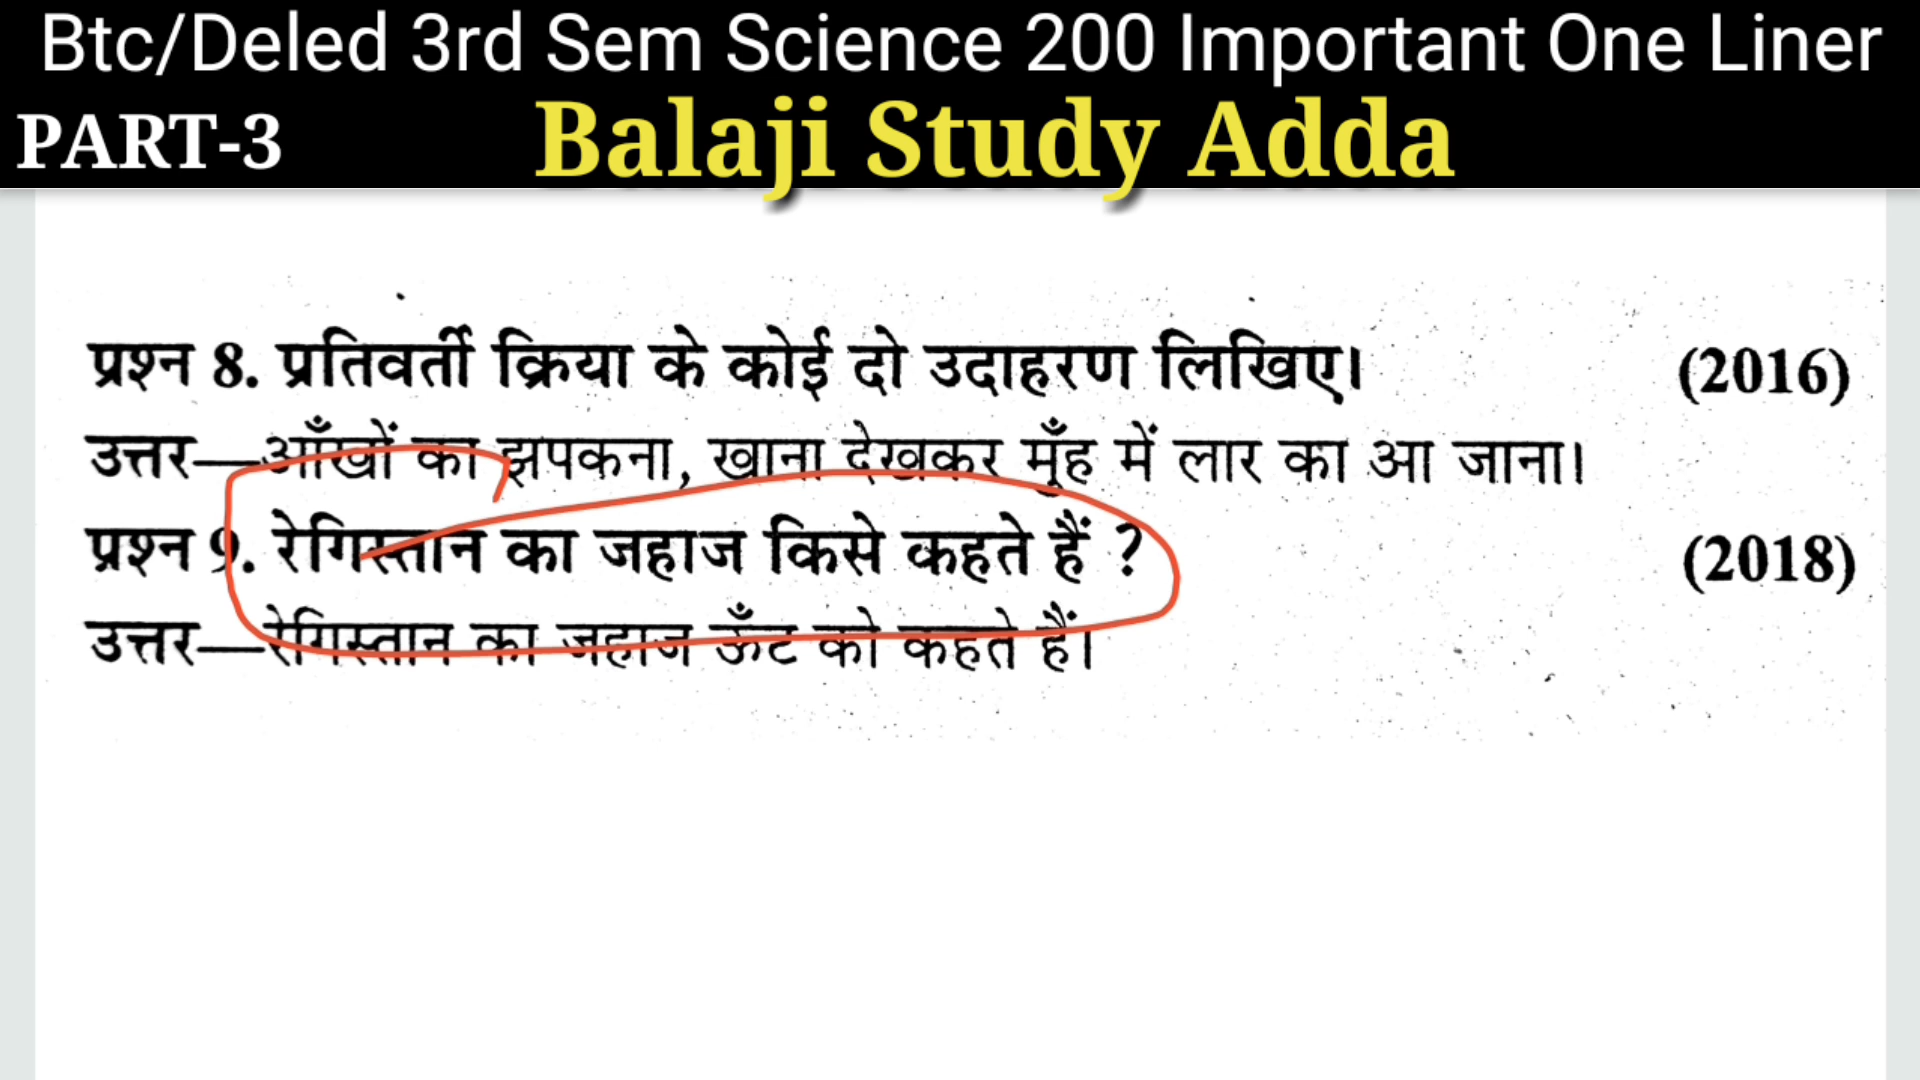 Btc/Deled 3rd Sem Science 200 Important One Liner
PART-3 Balaji Study Adda
प्रश्न 8. प्रतिवर्ती क्रिया के कोई दो उदाहरण लिखिए। (2016)
उत्तर—आँखों का झपकना, खाना देखकर मुँह में लार का आ जाना।
प्रश्न 9. रेगिस्तान का जहाज किसे कहते हैं ? (2018)
उत्तर—रेगिस्तान का जहाज ऊँट को कहते हैं।